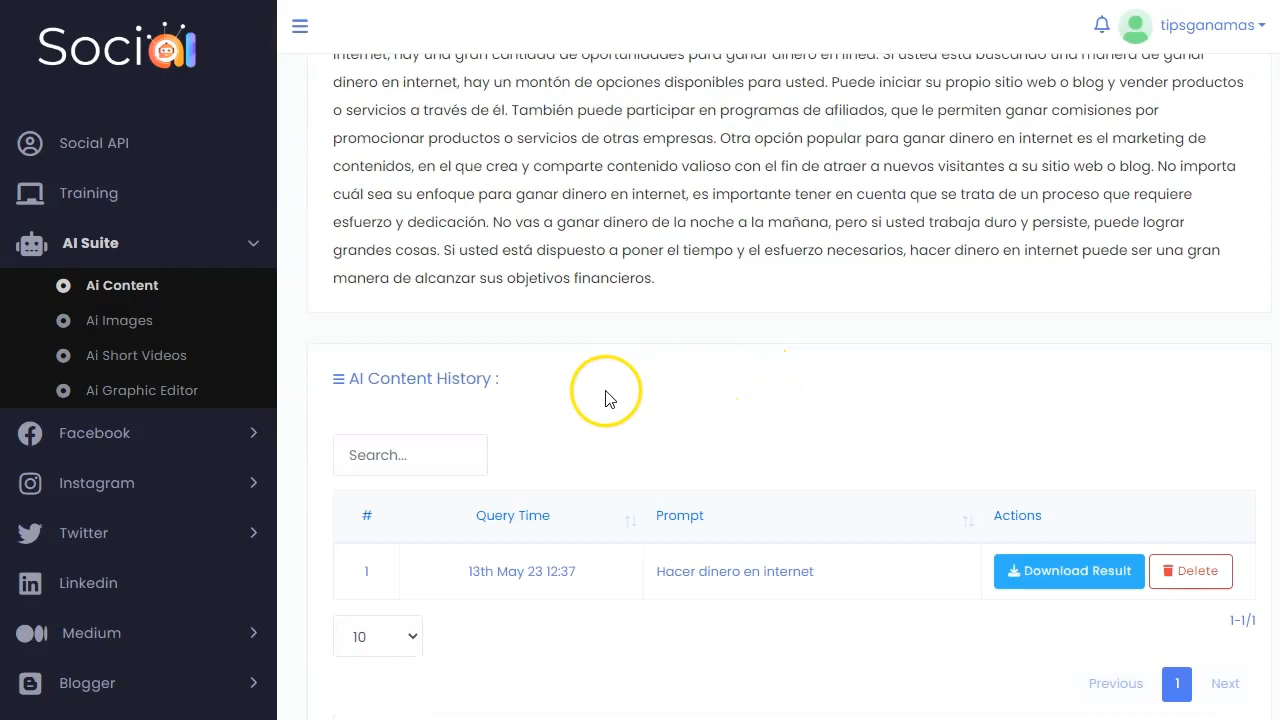 Sociai
tipsganamas
Social API
Training
AI Suite
Ai Content
Ai Images
Ai Short Videos
Ai Graphic Editor
Facebook
Instagram
Twitter
Linkedin
Medium
Blogger
internet, hay una gran cantidad de oportunidades para ganar dinero en línea. Si usted está buscando una manera de ganar
dinero en internet, hay un montón de opciones disponibles para usted. Puede iniciar su propio sitio web o blog y vender productos
o servicios a través de él. También puede participar en programas de afiliados, que le permiten ganar comisiones por
promocionar productos o servicios de otras empresas. Otra opción popular para ganar dinero en internet es el marketing de
contenidos, en el que crea y comparte contenido valioso con el fin de atraer a nuevos visitantes a su sitio web o blog. No importa
cuál sea su enfoque para ganar dinero en internet, es importante tener en cuenta que se trata de un proceso que requiere
esfuerzo y dedicación. No vas a ganar dinero de la noche a la mañana, pero si usted trabaja duro y persiste, puede lograr
grandes cosas. Si usted está dispuesto a poner el tiempo y el esfuerzo necesarios, hacer dinero en internet puede ser una gran
manera de alcanzar sus objetivos financieros.
AI Content History :
Search...
# Query Time Prompt Actions
1 13th May 23 12:37 Hacer dinero en internet Download Result Delete
10
1-1/1
Previous 1 Next